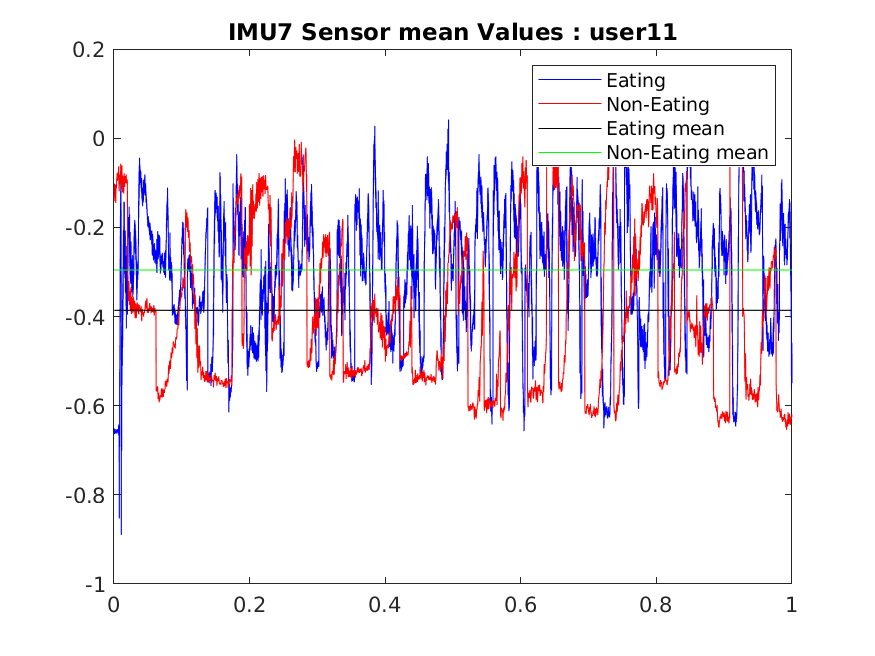 IMU7 Sensor mean Values : user11
Eating
Non-Eating
Eating mean
Non-Eating mean
0.2
0
-0.2
-0.4
-0.6
-0.8
-1
0 0.2 0.4 0.6 0.8 1